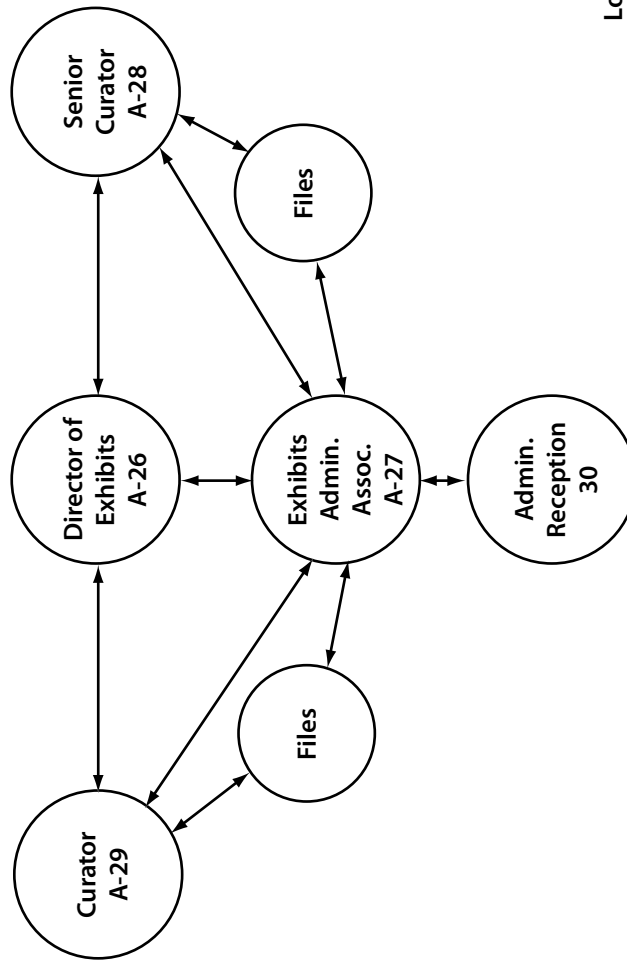 Curator
A-29
Director of
Exhibits
A-26
Senior
Curator
A-28
Files
Files
Exhibits
Admin.
Assoc.
A-27
Admin.
Reception
30